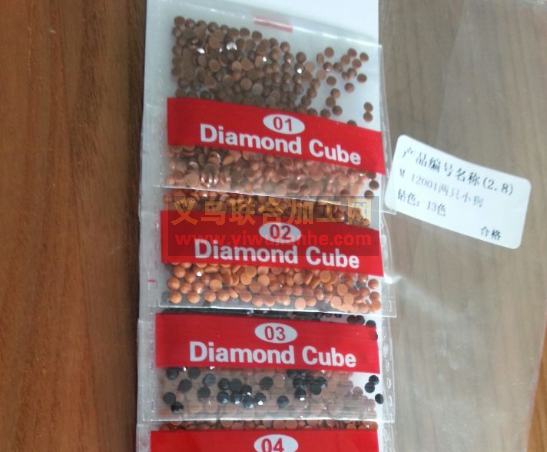 01
Diamond Cube
产品编号名称(2.8)
M 12001两只小狗
钻色: 13色
合格
义乌联合加工网
02
www.yiwulianhe.com
Diamond Cube
03
Diamond Cube
04